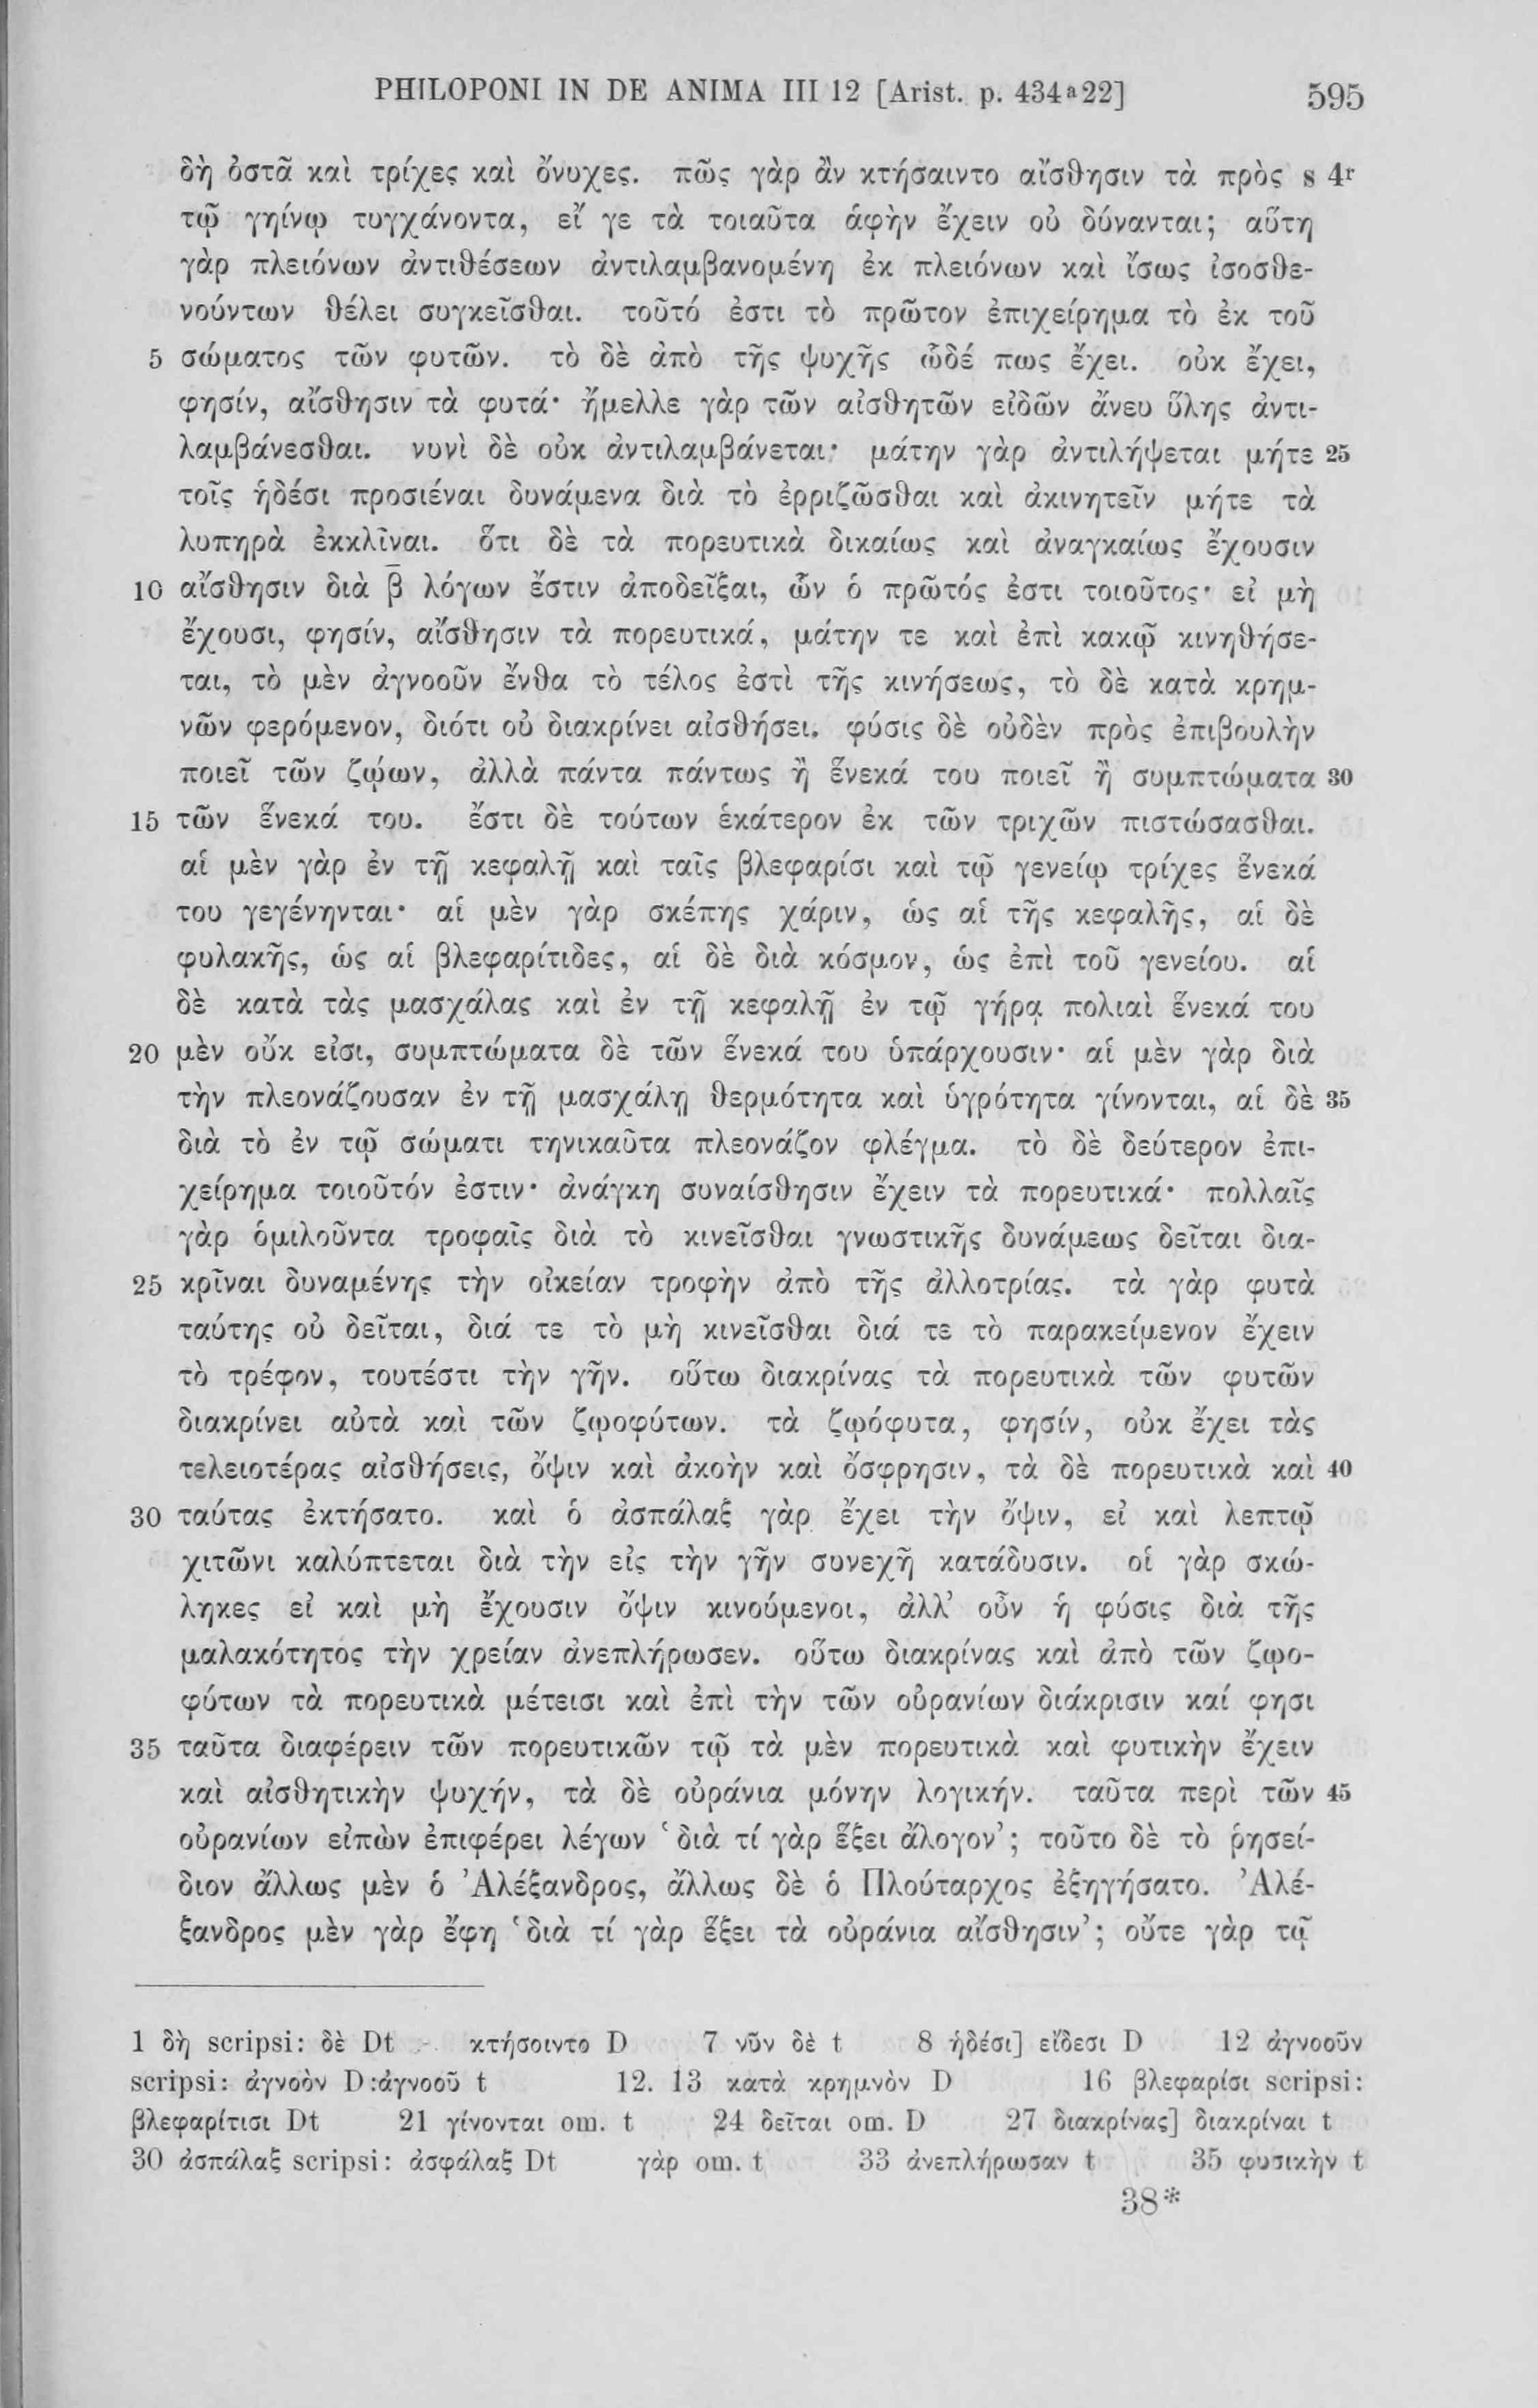 PHILOPONI IN DE ANIMA III 12 [Arist. p. 434ᵃ22] 595
δὴ ὀστᾶ καὶ τρίχες καὶ ὄνυχες. πῶς γὰρ ἂν κτήσαιντο αἴσθησιν τὰ πρὸς s 4ʳ
τῷ γηίνῳ τυγχάνοντα, εἴ γε τὰ τοιαῦτα ἁφὴν ἔχειν οὐ δύνανται; αὕτη
γὰρ πλειόνων ἀντιθέσεων ἀντιλαμβανομένη ἐκ πλειόνων καὶ ἴσως ἰσοσθε-
νούντων θέλει συγκεῖσθαι. τοῦτό ἐστι τὸ πρῶτον ἐπιχείρημα τὸ ἐκ τοῦ
5 σώματος τῶν φυτῶν. τὸ δὲ ἀπὸ τῆς ψυχῆς ὧδέ πως ἔχει. οὐκ ἔχει,
φησίν, αἴσθησιν τὰ φυτά· ἤμελλε γὰρ τῶν αἰσθητῶν εἰδῶν ἄνευ ὕλης ἀντι-
λαμβάνεσθαι. νυνὶ δὲ οὐκ ἀντιλαμβάνεται· μάτην γὰρ ἀντιλήψεται μήτε 25
τοῖς ἡδέσι προσιέναι δυνάμενα διὰ τὸ ἐρριζῶσθαι καὶ ἀκινητεῖν μήτε τὰ
λυπηρὰ ἐκκλῖναι. ὅτι δὲ τὰ πορευτικὰ δικαίως καὶ ἀναγκαίως ἔχουσιν
10 αἴσθησιν διὰ β̄ λόγων ἔστιν ἀποδεῖξαι, ὧν ὁ πρῶτός ἐστι τοιοῦτος· εἰ μὴ
ἔχουσι, φησίν, αἴσθησιν τὰ πορευτικά, μάτην τε καὶ ἐπὶ κακῷ κινηθήσε-
ται, τὸ μὲν ἀγνοοῦν ἔνθα τὸ τέλος ἐστὶ τῆς κινήσεως, τὸ δὲ κατὰ κρημ-
νῶν φερόμενον, διότι οὐ διακρίνει αἰσθήσει. φύσις δὲ οὐδὲν πρὸς ἐπιβουλὴν
ποιεῖ τῶν ζῴων, ἀλλὰ πάντα πάντως ἢ ἕνεκά του ποιεῖ ἢ συμπτώματα 30
15 τῶν ἕνεκά του. ἔστι δὲ τούτων ἑκάτερον ἐκ τῶν τριχῶν πιστώσασθαι.
αἱ μὲν γὰρ ἐν τῇ κεφαλῇ καὶ ταῖς βλεφαρίσι καὶ τῷ γενείῳ τρίχες ἕνεκά
του γεγένηνται· αἱ μὲν γὰρ σκέπης χάριν, ὡς αἱ τῆς κεφαλῆς, αἱ δὲ
φυλακῆς, ὡς αἱ βλεφαρίτιδες, αἱ δὲ διὰ κόσμον, ὡς ἐπὶ τοῦ γενείου. αἱ
δὲ κατὰ τὰς μασχάλας καὶ ἐν τῇ κεφαλῇ ἐν τῷ γήρᾳ πολιαὶ ἕνεκά του
20 μὲν οὔκ εἰσι, συμπτώματα δὲ τῶν ἕνεκά του ὑπάρχουσιν· αἱ μὲν γὰρ διὰ
τὴν πλεονάζουσαν ἐν τῇ μασχάλῃ θερμότητα καὶ ὑγρότητα γίνονται, αἱ δὲ 35
διὰ τὸ ἐν τῷ σώματι τηνικαῦτα πλεονάζον φλέγμα. τὸ δὲ δεύτερον ἐπι-
χείρημα τοιοῦτόν ἐστιν· ἀνάγκη συναίσθησιν ἔχειν τὰ πορευτικά· πολλαῖς
γὰρ ὁμιλοῦντα τροφαῖς διὰ τὸ κινεῖσθαι γνωστικῆς δυνάμεως δεῖται δια-
25 κρῖναι δυναμένης τὴν οἰκείαν τροφὴν ἀπὸ τῆς ἀλλοτρίας. τὰ γὰρ φυτὰ
ταύτης οὐ δεῖται, διά τε τὸ μὴ κινεῖσθαι διά τε τὸ παρακείμενον ἔχειν
τὸ τρέφον, τουτέστι τὴν γῆν. οὕτω διακρίνας τὰ πορευτικὰ τῶν φυτῶν
διακρίνει αὐτὰ καὶ τῶν ζῳοφύτων. τὰ ζῳόφυτα, φησίν, οὐκ ἔχει τὰς
τελειοτέρας αἰσθήσεις, ὄψιν καὶ ἀκοὴν καὶ ὄσφρησιν, τὰ δὲ πορευτικὰ καὶ 40
30 ταύτας ἐκτήσατο. καὶ ὁ ἀσπάλαξ γὰρ ἔχει τὴν ὄψιν, εἰ καὶ λεπτῷ
χιτῶνι καλύπτεται διὰ τὴν εἰς τὴν γῆν συνεχῆ κατάδυσιν. οἱ γὰρ σκώ-
ληκες εἰ καὶ μὴ ἔχουσιν ὄψιν κινούμενοι, ἀλλ’ οὖν ἡ φύσις διὰ τῆς
μαλακότητος τὴν χρείαν ἀνεπλήρωσεν. οὕτω διακρίνας καὶ ἀπὸ τῶν ζῳο-
φύτων τὰ πορευτικὰ μέτεισι καὶ ἐπὶ τὴν τῶν οὐρανίων διάκρισιν καί φησι
35 ταῦτα διαφέρειν τῶν πορευτικῶν τῷ τὰ μὲν πορευτικὰ καὶ φυτικὴν ἔχειν
καὶ αἰσθητικὴν ψυχήν, τὰ δὲ οὐράνια μόνην λογικήν. ταῦτα περὶ τῶν 45
οὐρανίων εἰπὼν ἐπιφέρει λέγων ‘διὰ τί γὰρ ἕξει ἄλογον’; τοῦτο δὲ τὸ ῥησεί-
διον ἄλλως μὲν ὁ Ἀλέξανδρος, ἄλλως δὲ ὁ Πλούταρχος ἐξηγήσατο. Ἀλέ-
ξανδρος μὲν γὰρ ἔφη ‘διὰ τί γὰρ ἕξει τὰ οὐράνια αἴσθησιν’; οὔτε γὰρ τῇ
1 δὴ scripsi: δὲ Dt κτήσοιντο D 7 νῦν δὲ t 8 ἡδέσι] εἴδεσι D 12 ἀγνοοῦν
scripsi: ἀγνοὸν D :ἀγνοοῦ t 12. 13 κατὰ κρημνὸν D 16 βλεφαρίσι scripsi:
βλεφαρίτισι Dt 21 γίνονται om. t 24 δεῖται om. D 27 διακρίνας] διακρίναι t
30 ἀσπάλαξ scripsi: ἀσφάλαξ Dt γὰρ om. t 33 ἀνεπλήρωσαν t 35 φυσικὴν t
38*